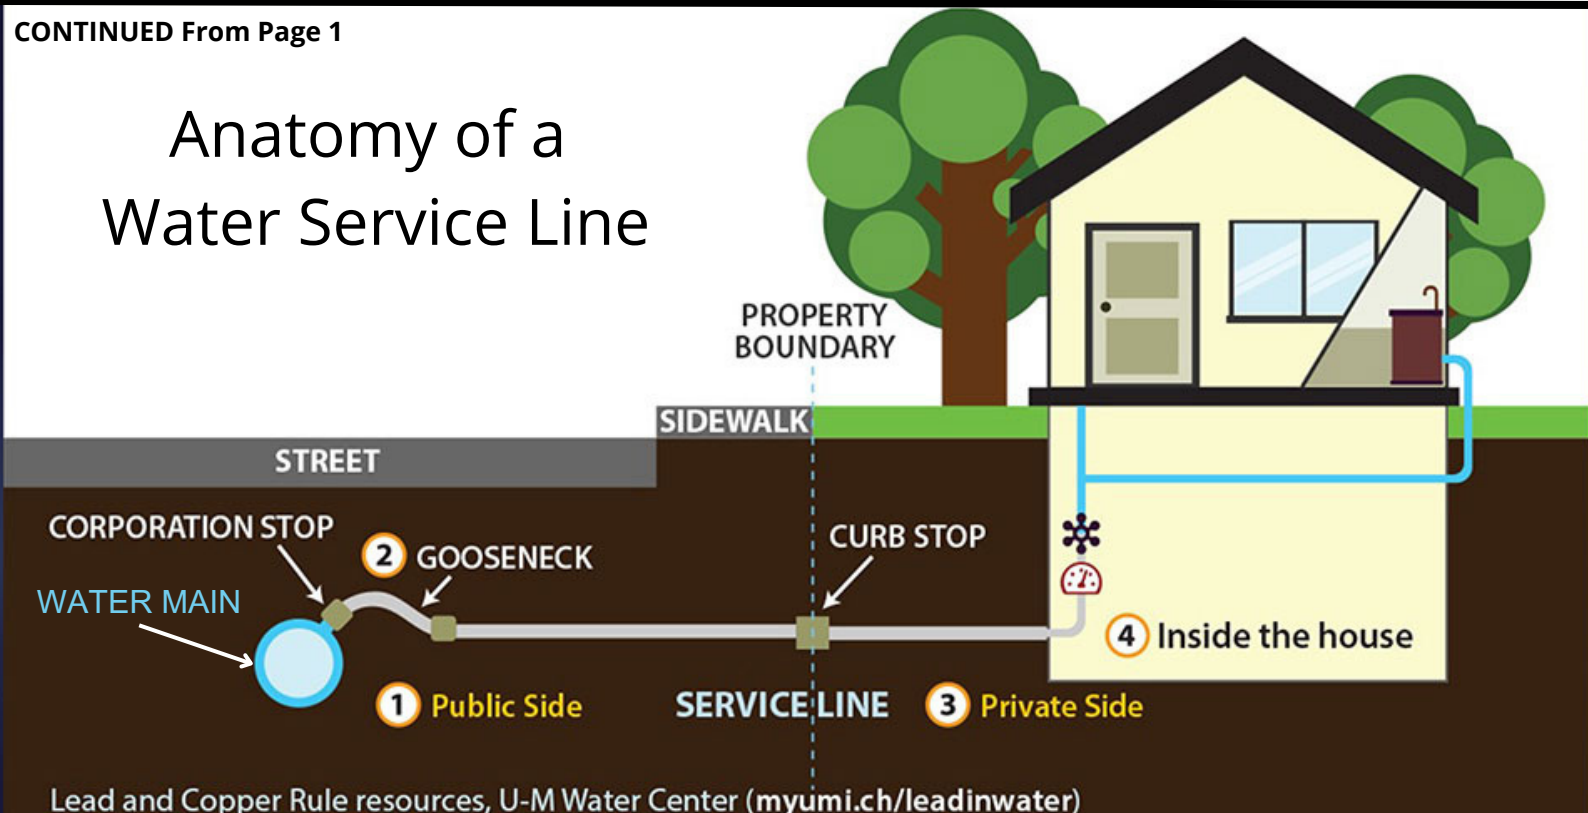 CONTINUED From Page 1
Anatomy of a
Water Service Line
PROPERTY
BOUNDARY
SIDEWALK
STREET
CORPORATION STOP
2 GOOSENECK
CURB STOP
WATER MAIN
4 Inside the house
1 Public Side
SERVICE LINE
3 Private Side
Lead and Copper Rule resources, U-M Water Center (myumi.ch/leadinwater)